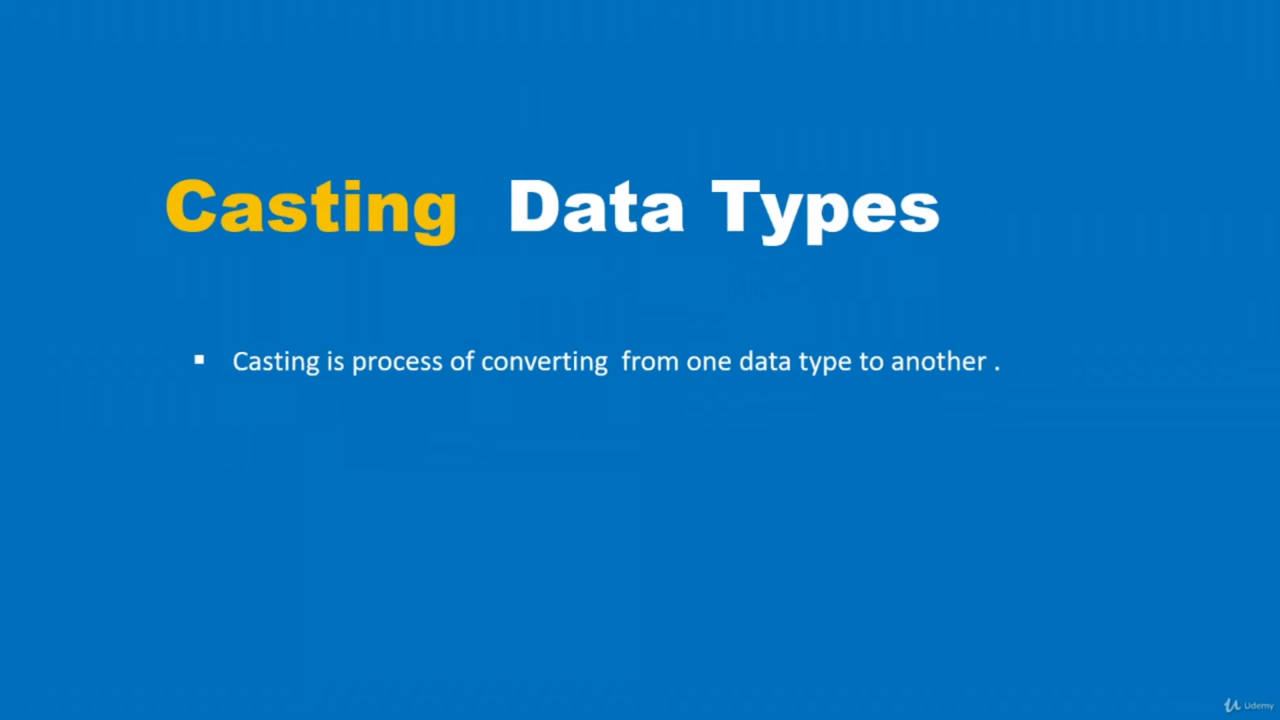 Casting Data Types
▪ Casting is process of converting from one data type to another .
Udemy